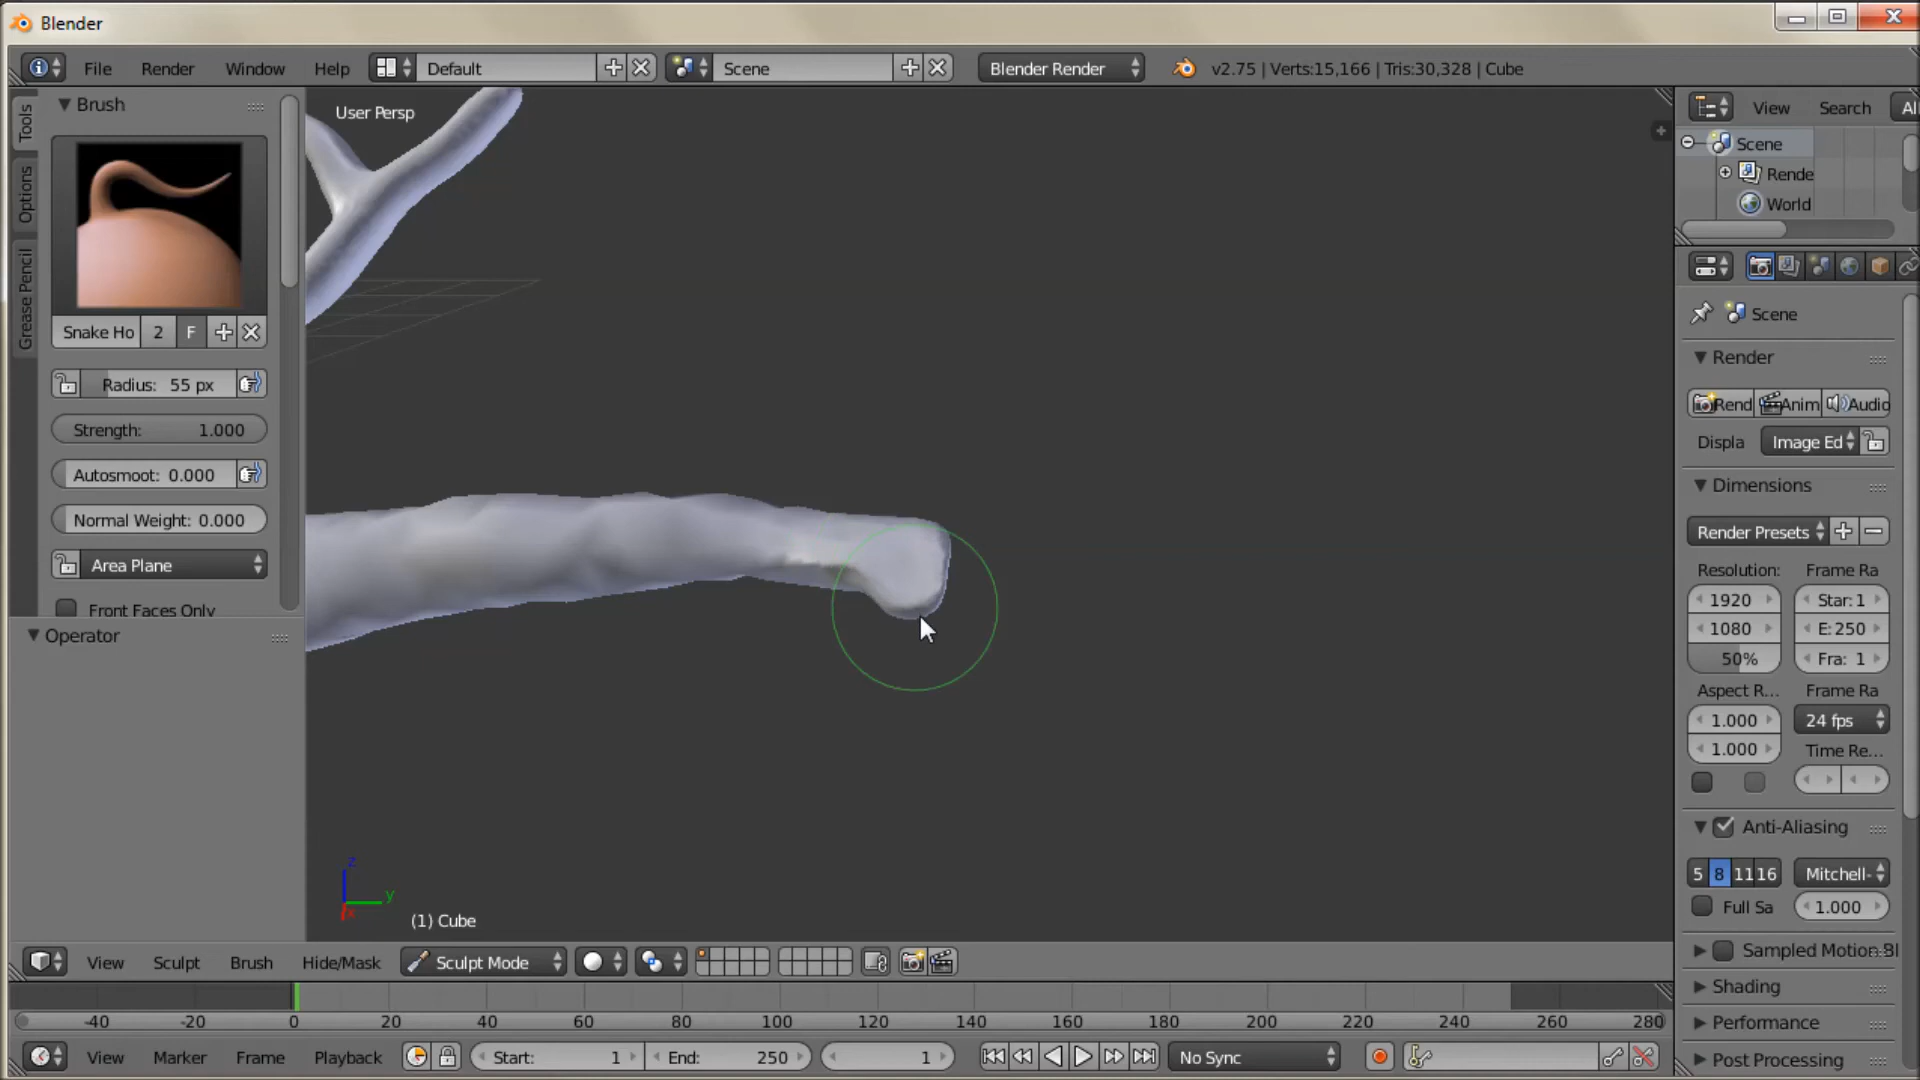 Blender
File Render Window Help Default Scene Blender Render v2.75 | Verts:15,166 | Tris:30,328 | Cube
Tools
Options
Grease Pencil
Brush
Snake Ho 2 F
Radius: 55 px
Strength: 1.000
Autosmoot: 0.000
Normal Weight: 0.000
Area Plane
Front Faces Only
Operator
User Persp
z
y
x
(1) Cube
View Search Al
Scene
Rende
World
Scene
Render
Rend Anim Audio
Displa Image Ed
Dimensions
Render Presets
Resolution: Frame Ra
1920 Star: 1
1080 E: 250
50% Fra: 1
Aspect R... Frame Ra
1.000 24 fps
1.000 Time Re...
Anti-Aliasing
5 8 11 16 Mitchell-
Full Sa 1.000
Sampled Motion Bl
Shading
Performance
Post Processing
View Sculpt Brush Hide/Mask Sculpt Mode
-40 -20 0 20 40 60 80 100 120 140 160 180 200 220 240 260 280
View Marker Frame Playback Start: 1 End: 250 1 No Sync